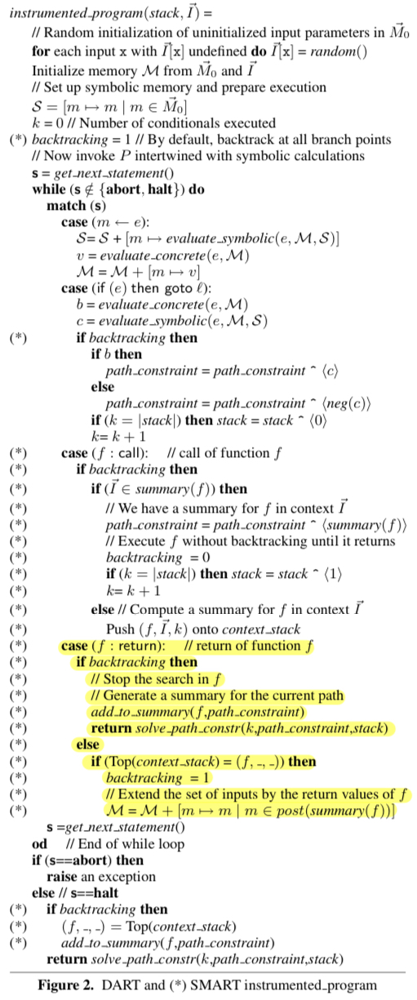 instrumented_program(stack, I⃗) =
// Random initialization of uninitialized input parameters in M⃗₀
for each input x with I⃗[x] undefined do I⃗[x] = random()
Initialize memory ℳ from M⃗₀ and I⃗
// Set up symbolic memory and prepare execution
𝒮 = [m ↦ m | m ∈ M⃗₀]
k = 0 // Number of conditionals executed
(*) backtracking = 1 // By default, backtrack at all branch points
// Now invoke P intertwined with symbolic calculations
s = get_next_statement()
while (s ∉ {abort, halt}) do
match (s)
case (m ← e):
𝒮= 𝒮 + [m ↦ evaluate_symbolic(e, ℳ, 𝒮)]
v = evaluate_concrete(e, ℳ)
ℳ = ℳ + [m ↦ v]
case (if (e) then goto ℓ):
b = evaluate_concrete(e, ℳ)
c = evaluate_symbolic(e, ℳ, 𝒮)
(*) if backtracking then
if b then
path_constraint = path_constraint ^ ⟨c⟩
else
path_constraint = path_constraint ^ ⟨neg(c)⟩
if (k = |stack|) then stack = stack ^ ⟨0⟩
k= k + 1
(*) case (f : call): // call of function f
(*) if backtracking then
(*) if (I⃗ ∈ summary(f)) then
(*) // We have a summary for f in context I⃗
(*) path_constraint = path_constraint ^ ⟨summary(f)⟩
(*) // Execute f without backtracking until it returns
(*) backtracking = 0
(*) if (k = |stack|) then stack = stack ^ ⟨1⟩
(*) k= k + 1
(*) else // Compute a summary for f in context I⃗
(*) Push (f, I⃗, k) onto context_stack
(*) case (f : return): // return of function f
(*) if backtracking then
(*) // Stop the search in f
(*) // Generate a summary for the current path
(*) add_to_summary(f,path_constraint)
(*) return solve_path_constr(k,path_constraint,stack)
(*) else
(*) if (Top(context_stack) = (f, _, _)) then
(*) backtracking = 1
(*) // Extend the set of inputs by the return values of f
(*) ℳ = ℳ + [m ↦ m | m ∈ post(summary(f))]
s =get_next_statement()
od // End of while loop
if (s==abort) then
raise an exception
else // s==halt
(*) if backtracking then
(*) (f, _, _) = Top(context_stack)
(*) add_to_summary(f,path_constraint)
return solve_path_constr(k,path_constraint,stack)
Figure 2. DART and (*) SMART instrumented_program